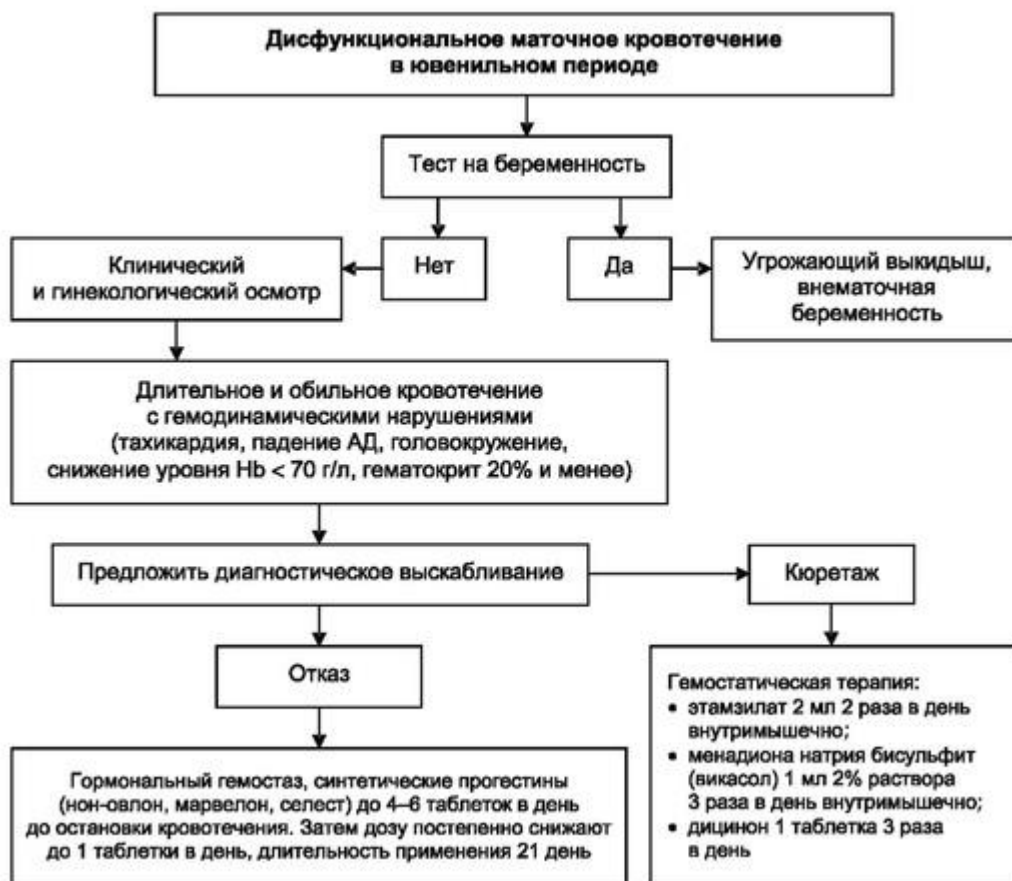 Дисфункциональное маточное кровотечение
в ювенильном периоде
Тест на беременность
Клинический
и гинекологический осмотр
Нет
Да
Угрожающий выкидыш,
внематочная
беременность
Длительное и обильное кровотечение
с гемодинамическими нарушениями
(тахикардия, падение АД, головокружение,
снижение уровня Hb < 70 г/л, гематокрит 20% и менее)
Предложить диагностическое выскабливание
Кюретаж
Отказ
Гормональный гемостаз, синтетические прогестины
(нон-овлон, марвелон, селест) до 4–6 таблеток в день
до остановки кровотечения. Затем дозу постепенно снижают
до 1 таблетки в день, длительность применения 21 день
Гемостатическая терапия:
• этамзилат 2 мл 2 раза в день
внутримышечно;
• менадиона натрия бисульфит
(викасол) 1 мл 2% раствора
3 раза в день внутримышечно;
• дицинон 1 таблетка 3 раза
в день